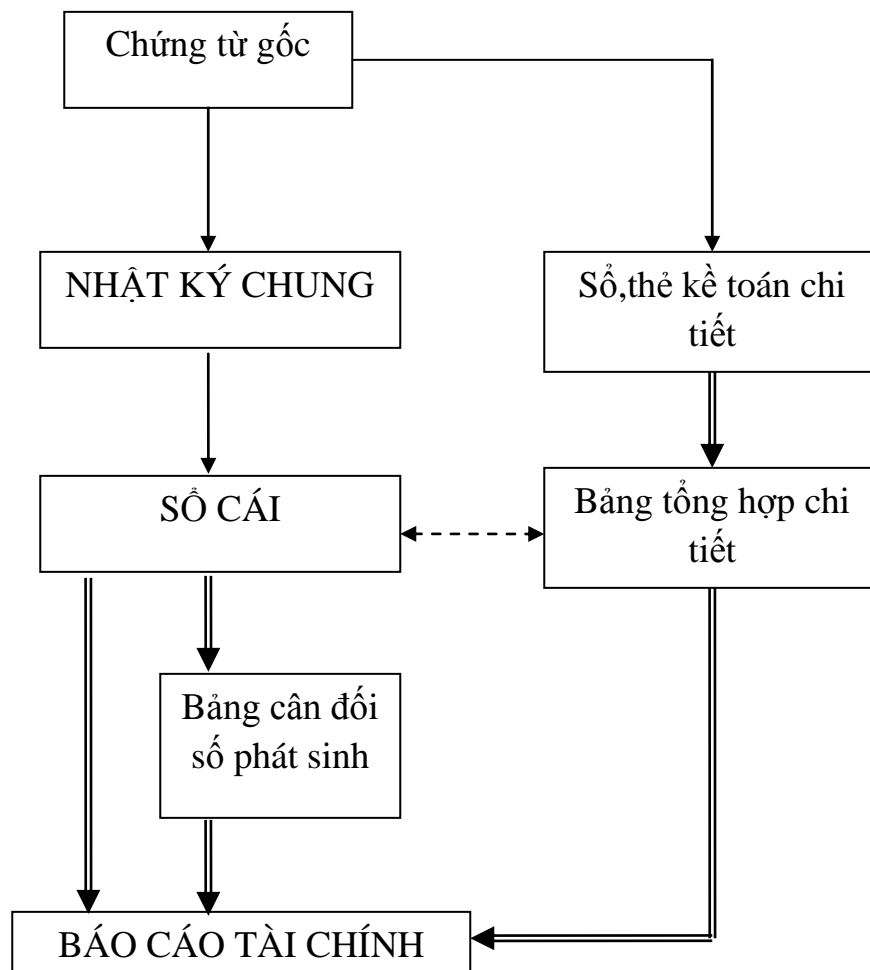 Chứng từ gốc
NHẬT KÝ CHUNG
Sổ,thẻ kề toán chi
tiết
SỔ CÁI
Bảng tổng hợp chi
tiết
Bảng cân đối
số phát sinh
BÁO CÁO TÀI CHÍNH